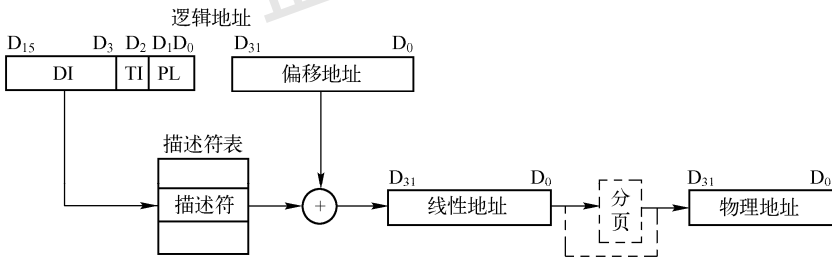 逻辑地址
D15 D3 D2 D1D0 D31 D0
DI TI PL 偏移地址
描述符表
描述符 + D31 D0 线性地址 分页 D31 D0 物理地址